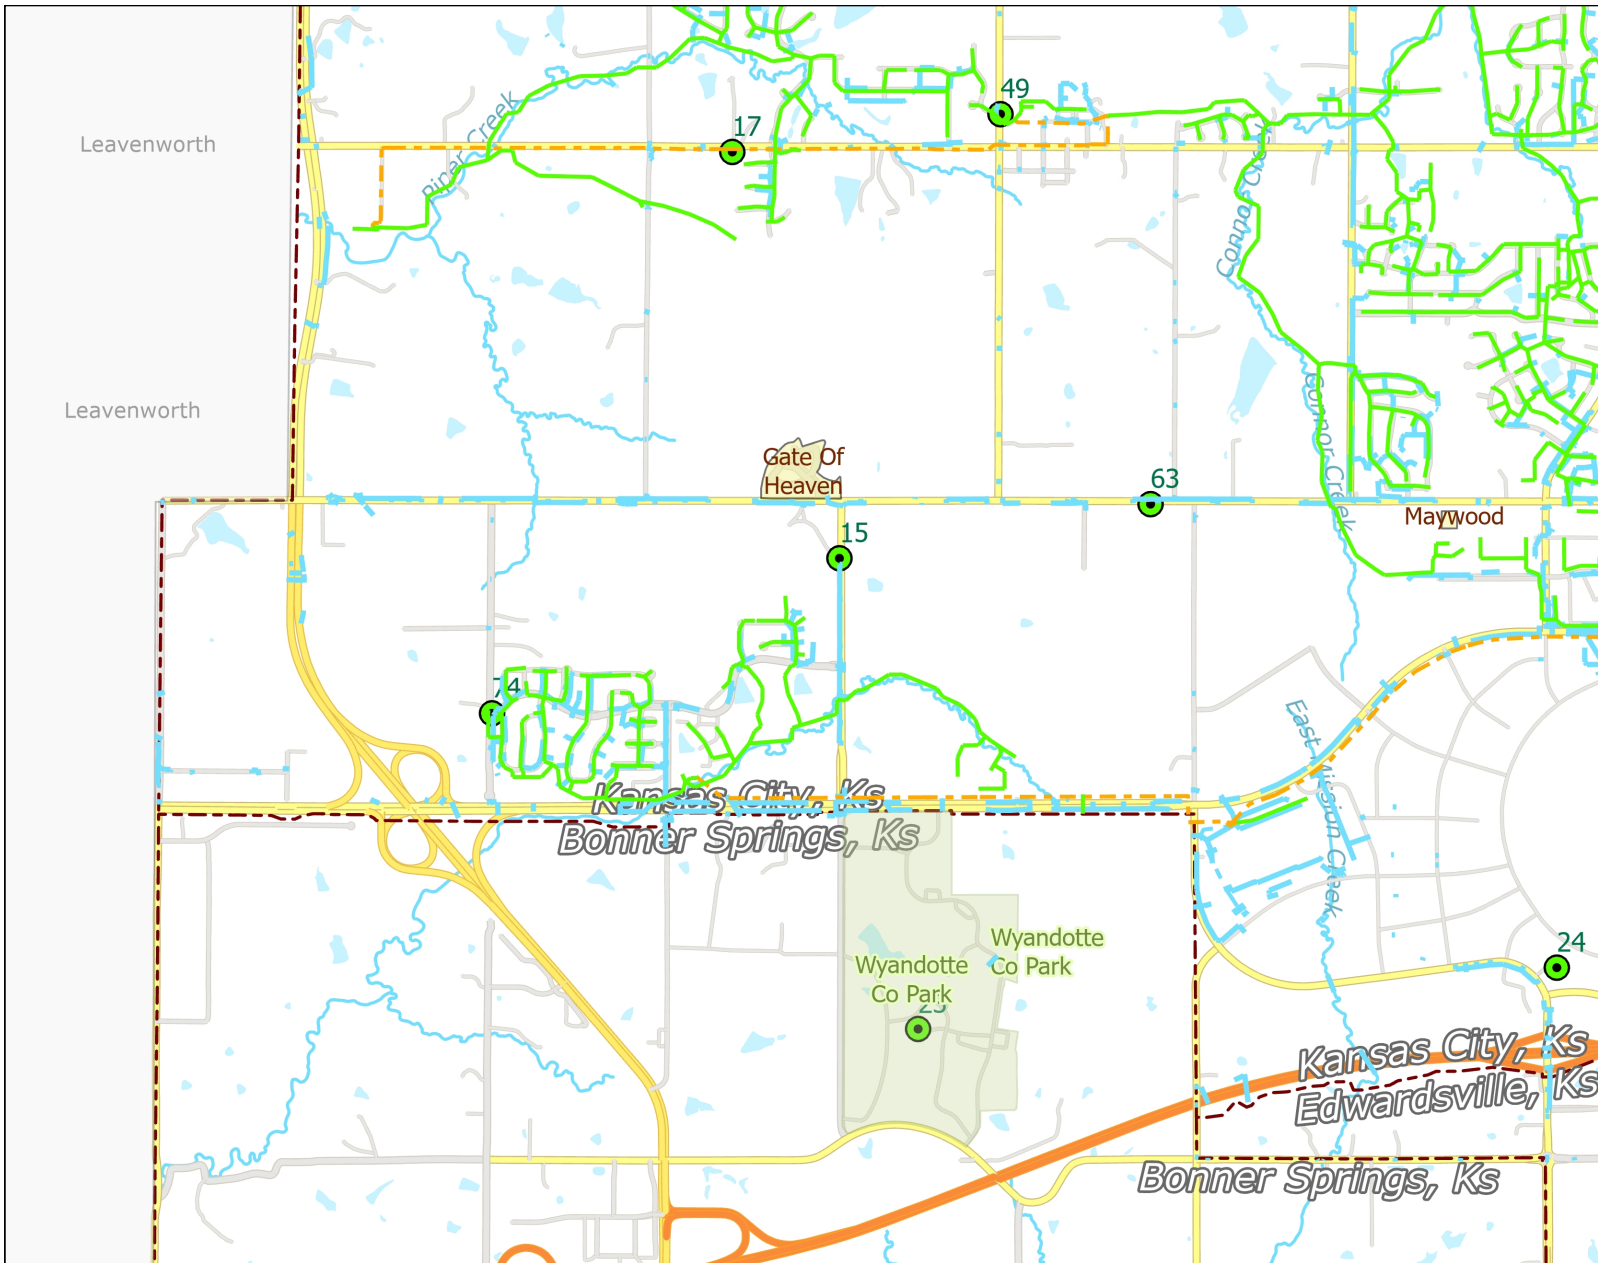 49
17
Leavenworth
Piper Creek
Connor Creek
Leavenworth
Connor Creek
Gate Of
Heaven
63
Maywood
15
74
East Mission Creek
Kansas City, Ks
Bonner Springs, Ks
Wyandotte
Co Park
Wyandotte
Co Park
24
Kansas City, Ks
Edwardsville, Ks
Bonner Springs, Ks